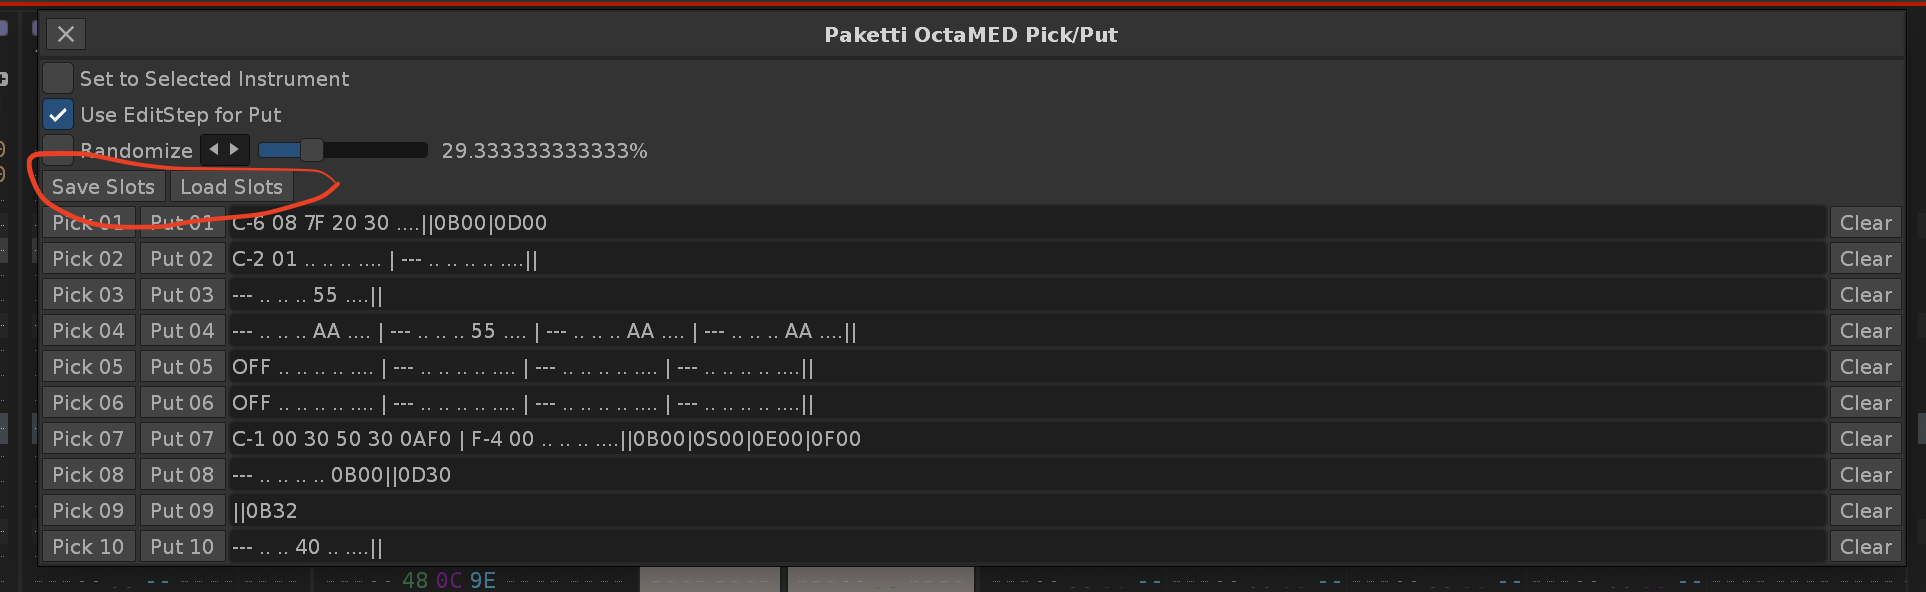 Paketti OctaMED Pick/Put
Set to Selected Instrument
Use EditStep for Put
Randomize 29.333333333333%
Save Slots Load Slots
Pick 01 Put 01 C-6 08 7F 20 30 ....||0B00|0D00 Clear
Pick 02 Put 02 C-2 01 .. .. .. .... | --- .. .. .. .. ....|| Clear
Pick 03 Put 03 --- .. .. .. 55 ....|| Clear
Pick 04 Put 04 --- .. .. .. AA .... | --- .. .. .. 55 .... | --- .. .. .. AA .... | --- .. .. .. AA ....|| Clear
Pick 05 Put 05 OFF .. .. .. .. .... | --- .. .. .. .. .... | --- .. .. .. .. .... | --- .. .. .. .. ....|| Clear
Pick 06 Put 06 OFF .. .. .. .. .... | --- .. .. .. .. .... | --- .. .. .. .. .... | --- .. .. .. .. ....|| Clear
Pick 07 Put 07 C-1 00 30 50 30 0AF0 | F-4 00 .. .. .. ....||0B00|0S00|0E00|0F00 Clear
Pick 08 Put 08 --- .. .. .. .. 0B00||0D30 Clear
Pick 09 Put 09 ||0B32 Clear
Pick 10 Put 10 --- .. .. 40 .. ....|| Clear
48 0C 9E